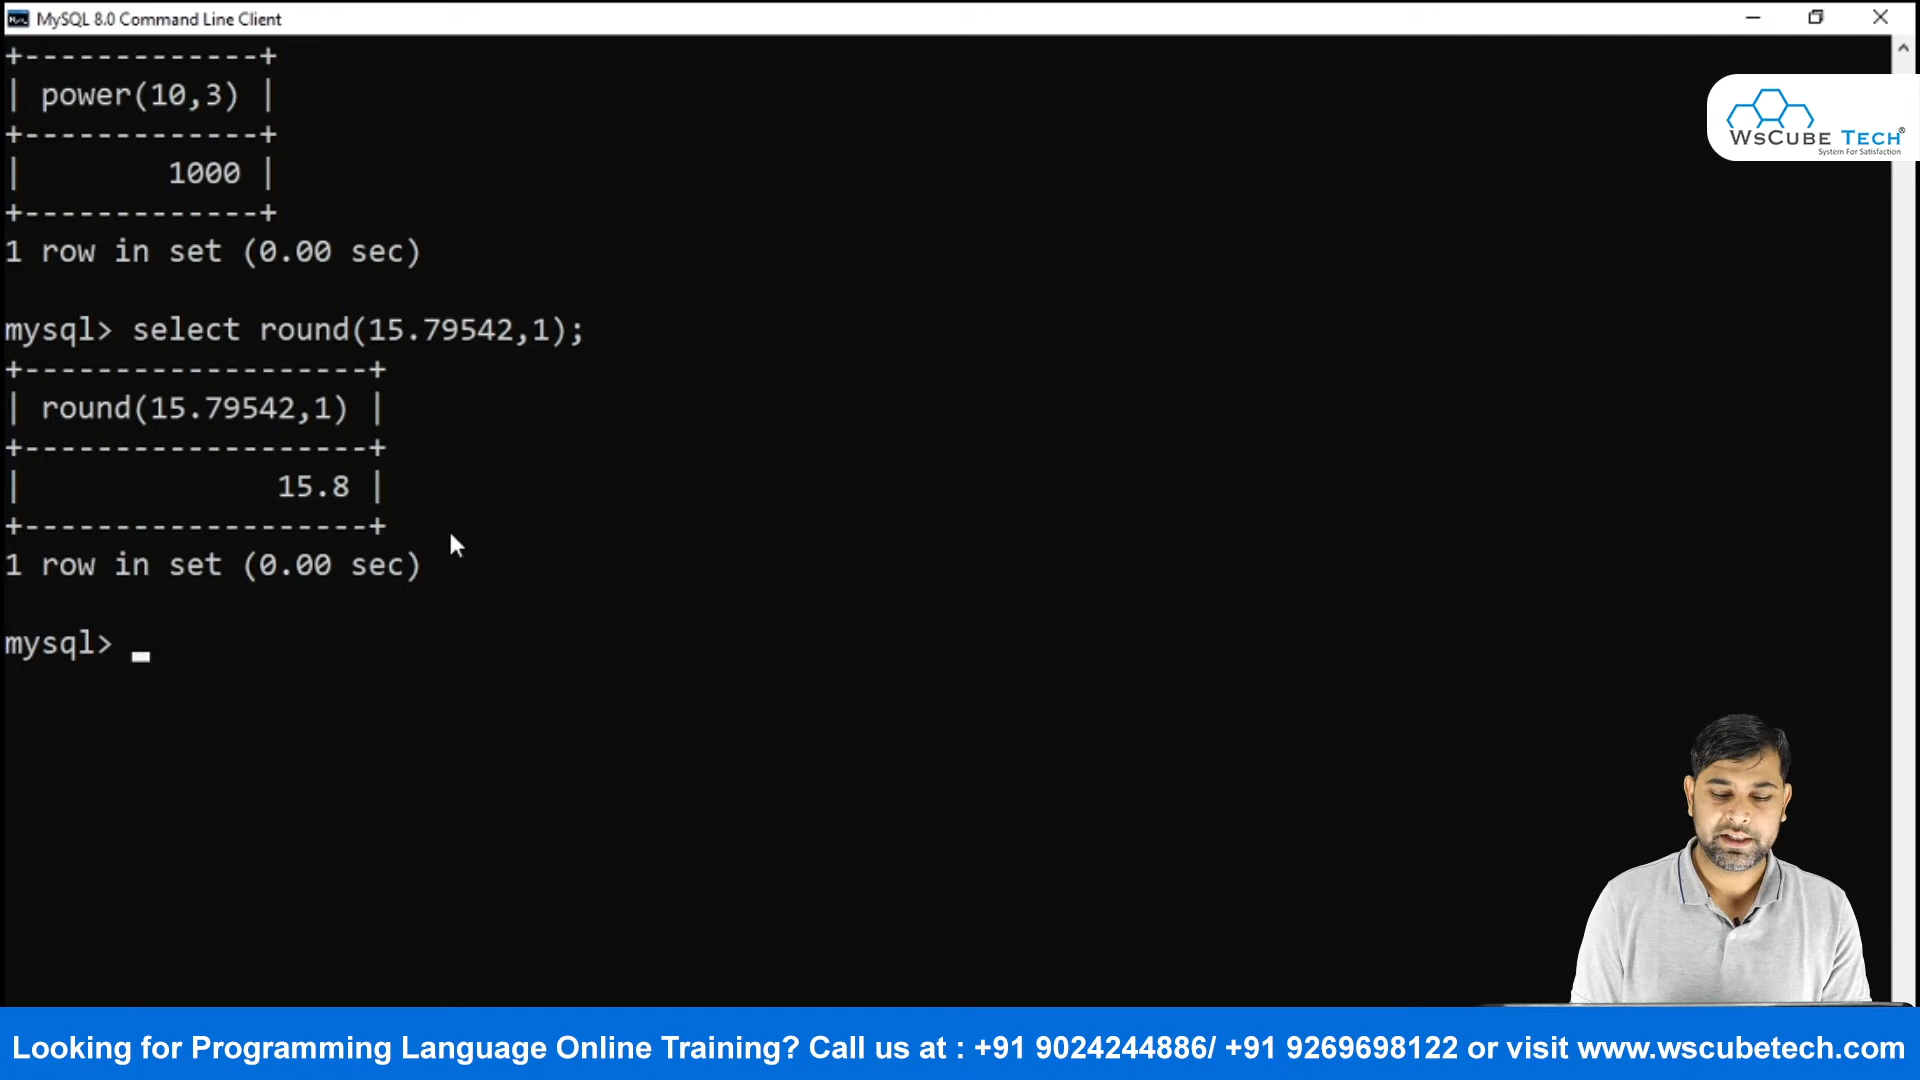 MySQL 8.0 Command Line Client
+-------------+
| power(10,3) |
+-------------+
|        1000 |
+-------------+
1 row in set (0.00 sec)
mysql> select round(15.79542,1);
+-------------------+
| round(15.79542,1) |
+-------------------+
|              15.8 |
+-------------------+
1 row in set (0.00 sec)
mysql> _
WsCube Tech®
System For Satisfaction
Looking for Programming Language Online Training? Call us at : +91 9024244886/ +91 9269698122 or visit www.wscubetech.com